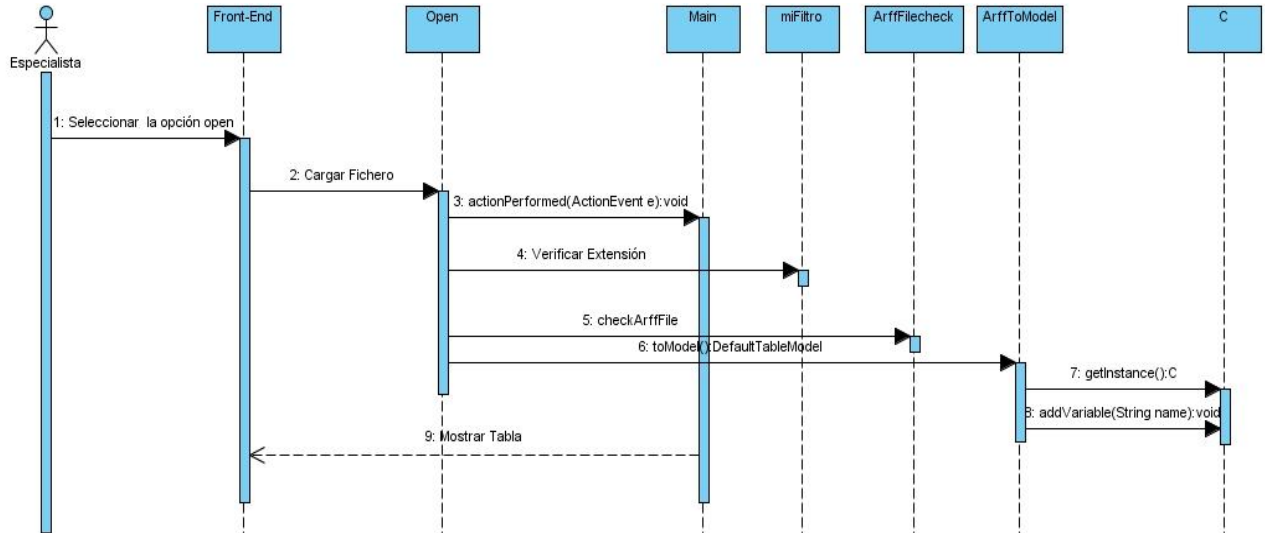 Front-End
Open
Main
miFiltro
ArffFilecheck
ArffToModel
C
Especialista
1: Seleccionar la opción open
2: Cargar Fichero
3: actionPerformed(ActionEvent e):void
4: Verificar Extensión
5: checkArffFile
6: toModel():DefaultTableModel
7: getInstance():C
8: addVariable(String name):void
9: Mostrar Tabla